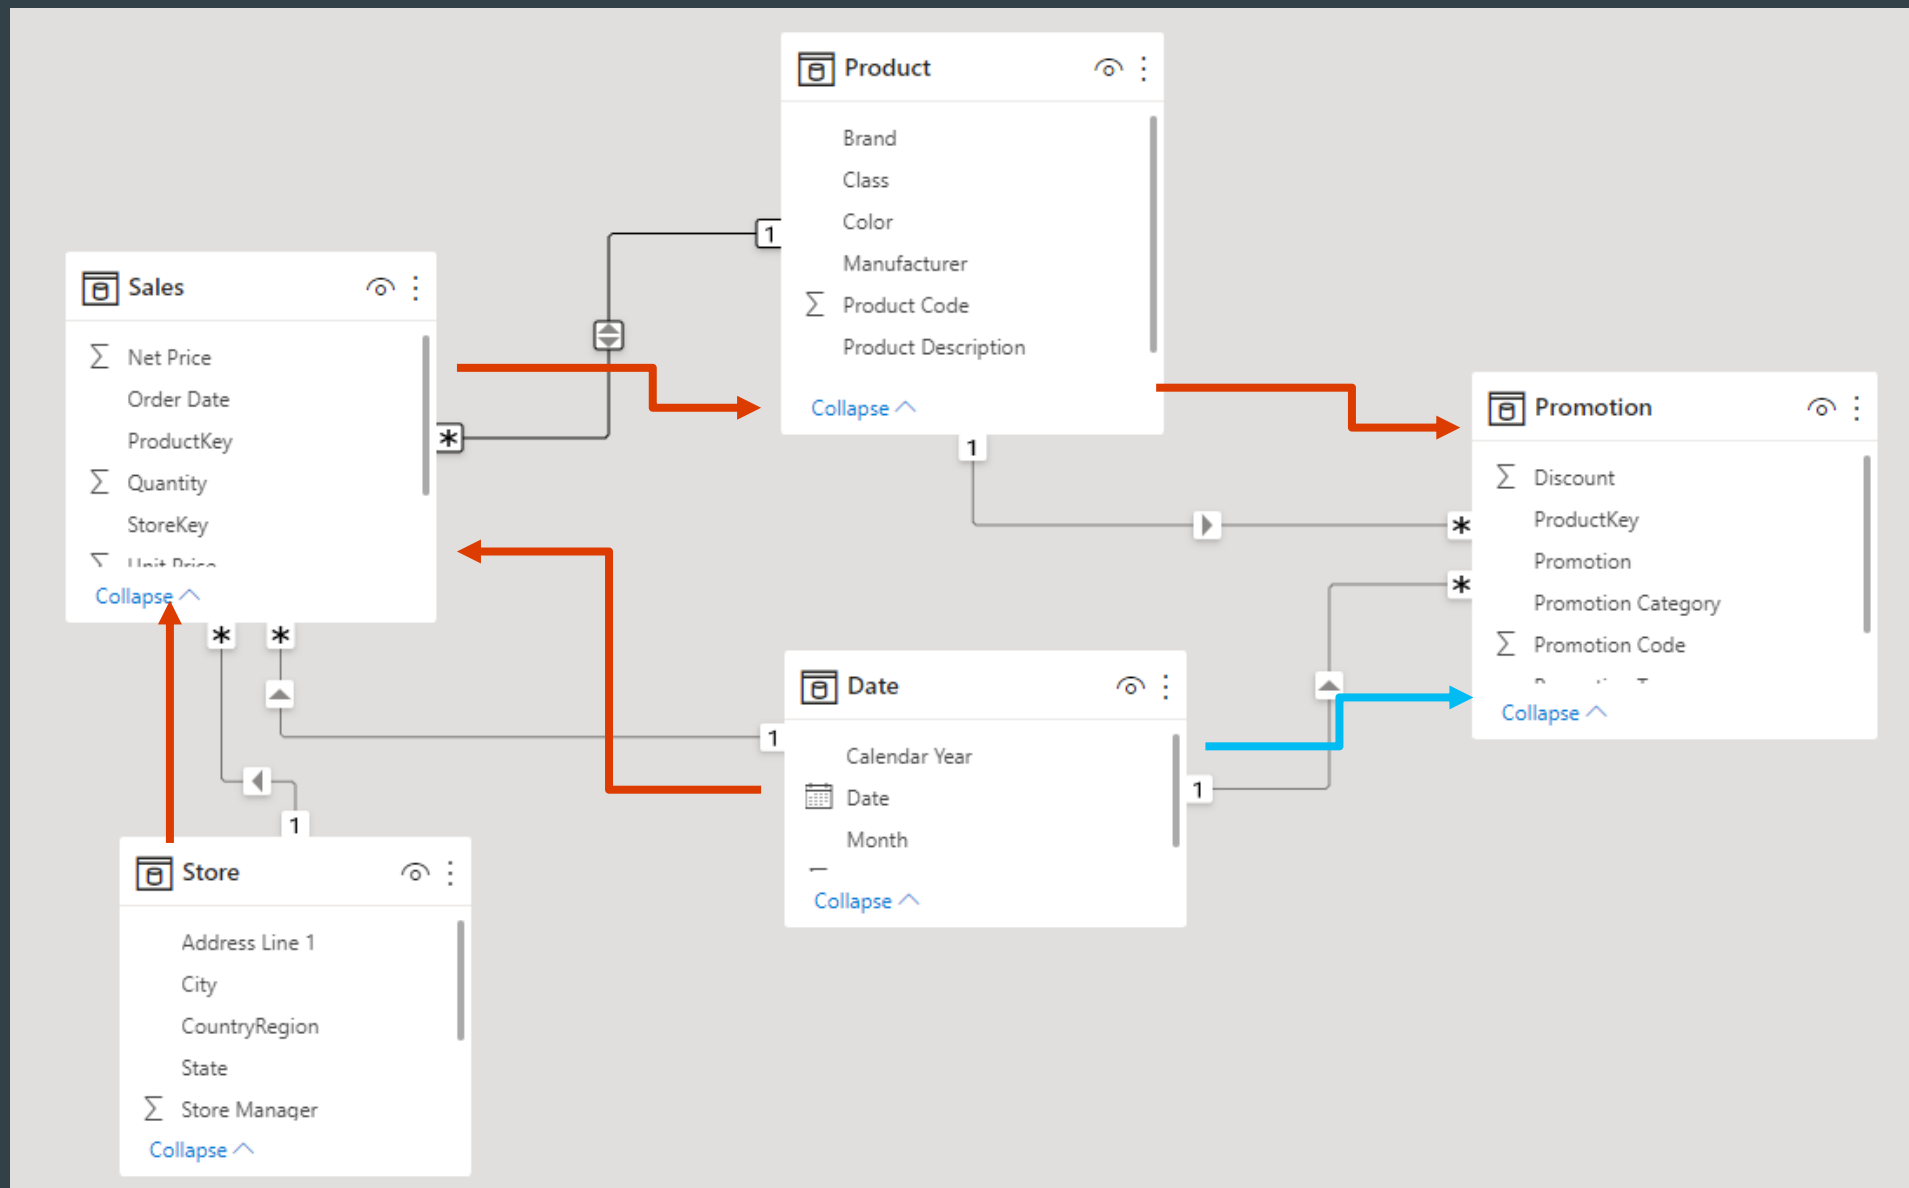 Product
Brand
Class
Color
Manufacturer
Product Code
Product Description
Collapse
1
1
Sales
Net Price
Order Date
ProductKey
Quantity
StoreKey
Unit Price
Collapse
*
*
*
Promotion
Discount
ProductKey
Promotion
Promotion Category
Promotion Code
Collapse
*
*
Date
Calendar Year
Date
Month
Collapse
1
1
1
Store
Address Line 1
City
CountryRegion
State
Store Manager
Collapse